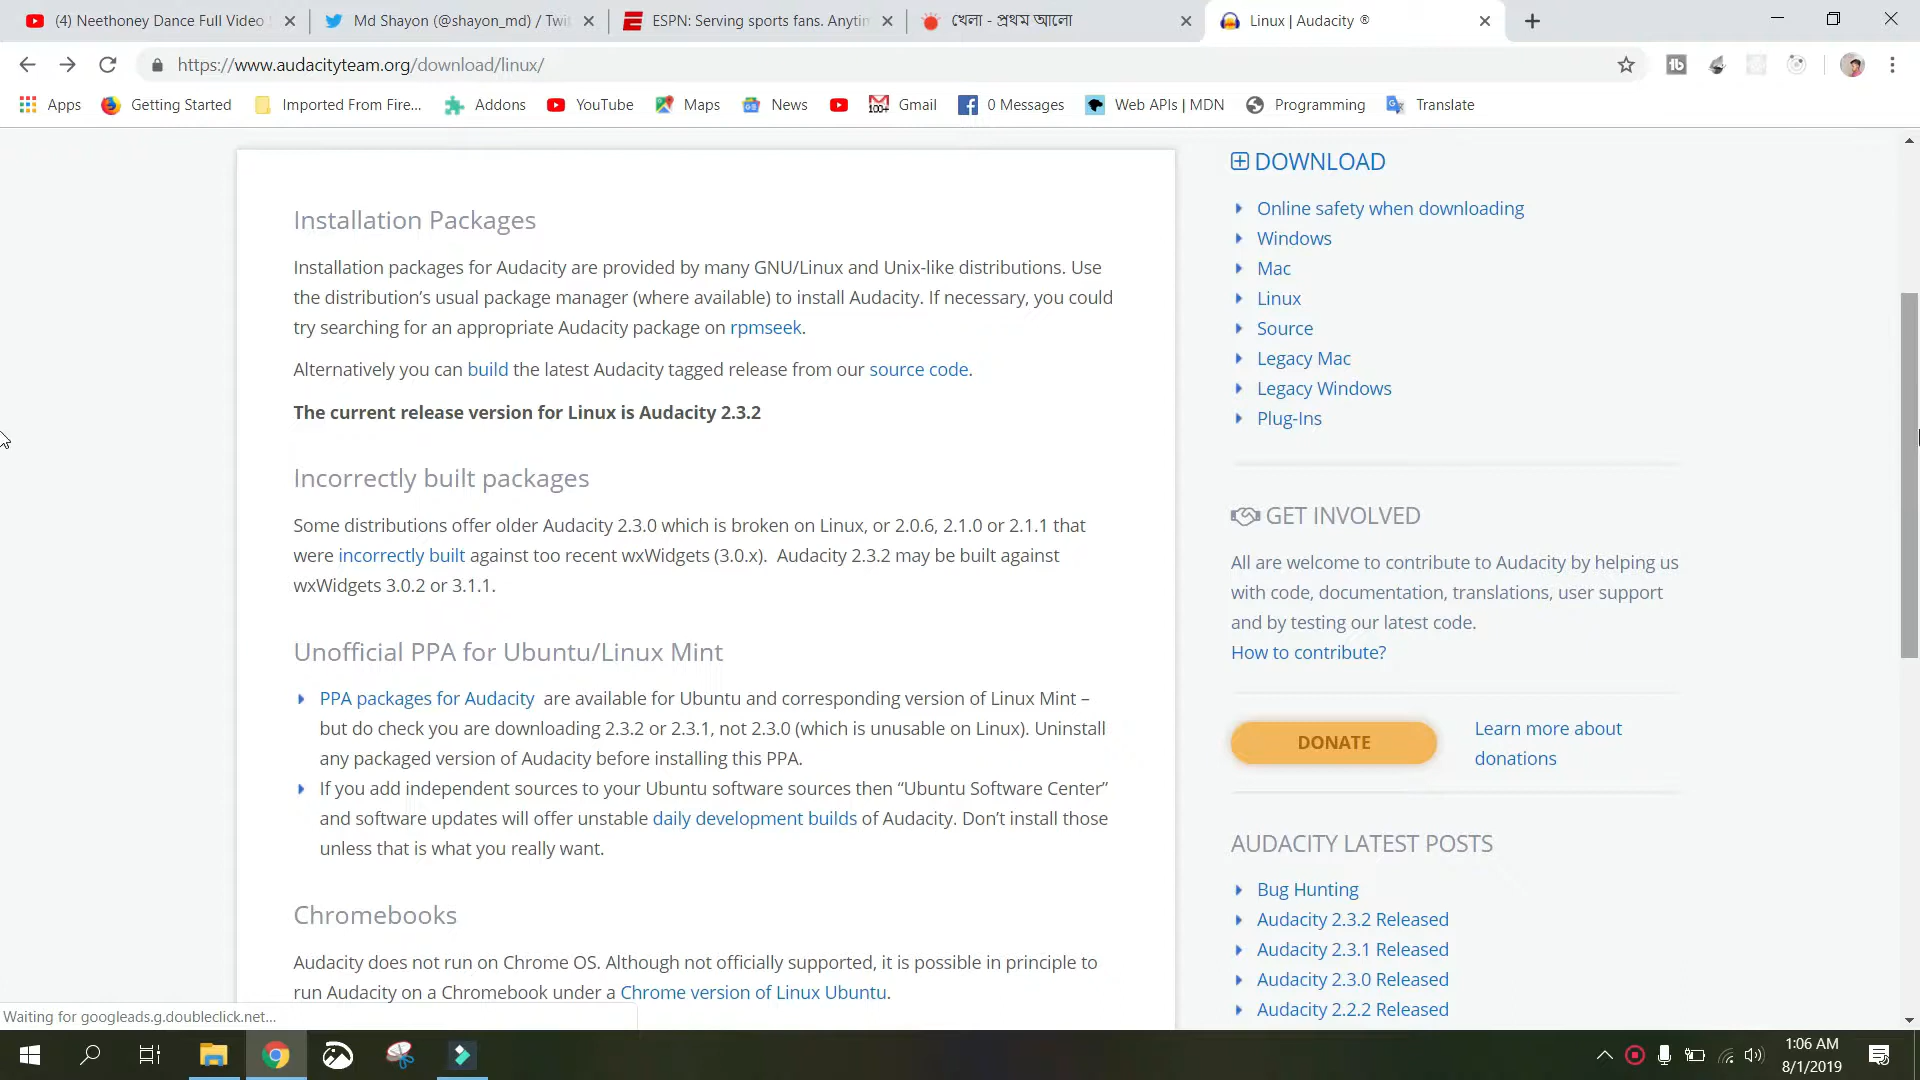 (4) Neethoney Dance Full Video
Md Shayon (@shayon_md) / Twit
ESPN: Serving sports fans. Anytin
খেলা - প্রথম আলো
Linux | Audacity ®
https://www.audacityteam.org/download/linux/
Apps
Getting Started
Imported From Fire...
Addons
YouTube
Maps
News
Gmail
0 Messages
Web APIs | MDN
Programming
Translate
Installation Packages
Installation packages for Audacity are provided by many GNU/Linux and Unix-like distributions. Use
the distribution’s usual package manager (where available) to install Audacity. If necessary, you could
try searching for an appropriate Audacity package on rpmseek.
Alternatively you can build the latest Audacity tagged release from our source code.
The current release version for Linux is Audacity 2.3.2
Incorrectly built packages
Some distributions offer older Audacity 2.3.0 which is broken on Linux, or 2.0.6, 2.1.0 or 2.1.1 that
were incorrectly built against too recent wxWidgets (3.0.x).  Audacity 2.3.2 may be built against
wxWidgets 3.0.2 or 3.1.1.
Unofficial PPA for Ubuntu/Linux Mint
PPA packages for Audacity  are available for Ubuntu and corresponding version of Linux Mint –
but do check you are downloading 2.3.2 or 2.3.1, not 2.3.0 (which is unusable on Linux). Uninstall
any packaged version of Audacity before installing this PPA.
If you add independent sources to your Ubuntu software sources then “Ubuntu Software Center”
and software updates will offer unstable daily development builds of Audacity. Don’t install those
unless that is what you really want.
Chromebooks
Audacity does not run on Chrome OS. Although not officially supported, it is possible in principle to
run Audacity on a Chromebook under a Chrome version of Linux Ubuntu.
DOWNLOAD
Online safety when downloading
Windows
Mac
Linux
Source
Legacy Mac
Legacy Windows
Plug-Ins
GET INVOLVED
All are welcome to contribute to Audacity by helping us
with code, documentation, translations, user support
and by testing our latest code.
How to contribute?
DONATE
Learn more about
donations
AUDACITY LATEST POSTS
Bug Hunting
Audacity 2.3.2 Released
Audacity 2.3.1 Released
Audacity 2.3.0 Released
Audacity 2.2.2 Released
Waiting for googleads.g.doubleclick.net...
1:06 AM
8/1/2019